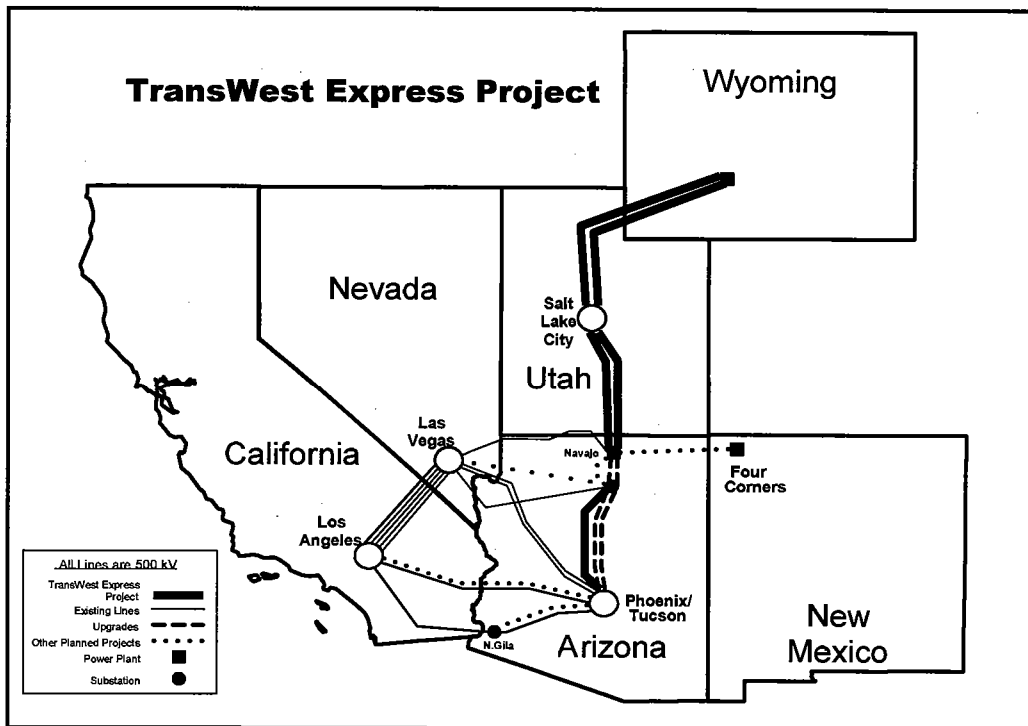 TransWest Express Project
Wyoming
Nevada
Salt
Lake
City
Utah
Las
Vegas
California
Navajo
Four
Corners
Los
Angeles
Phoenix/
Tucson
N.Gila
Arizona
New
Mexico
All Lines are 500 kV
TransWest Express
Project
Existing Lines
Upgrades
Other Planned Projects
Power Plant
Substation